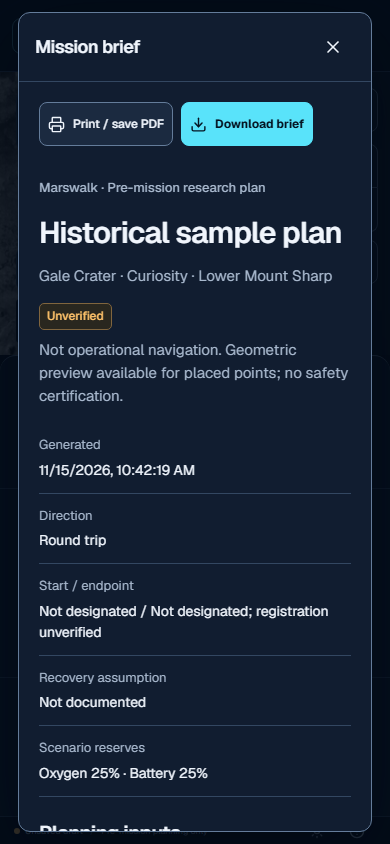 Mission brief
Print / save PDF
Download brief
Marswalk · Pre-mission research plan
Historical sample plan
Gale Crater · Curiosity · Lower Mount Sharp
Unverified
Not operational navigation. Geometric
preview available for placed points; no safety
certification.
Generated
11/15/2026, 10:42:19 AM
Direction
Round trip
Start / endpoint
Not designated / Not designated; registration
unverified
Recovery assumption
Not documented
Scenario reserves
Oxygen 25% · Battery 25%
Planning inputs